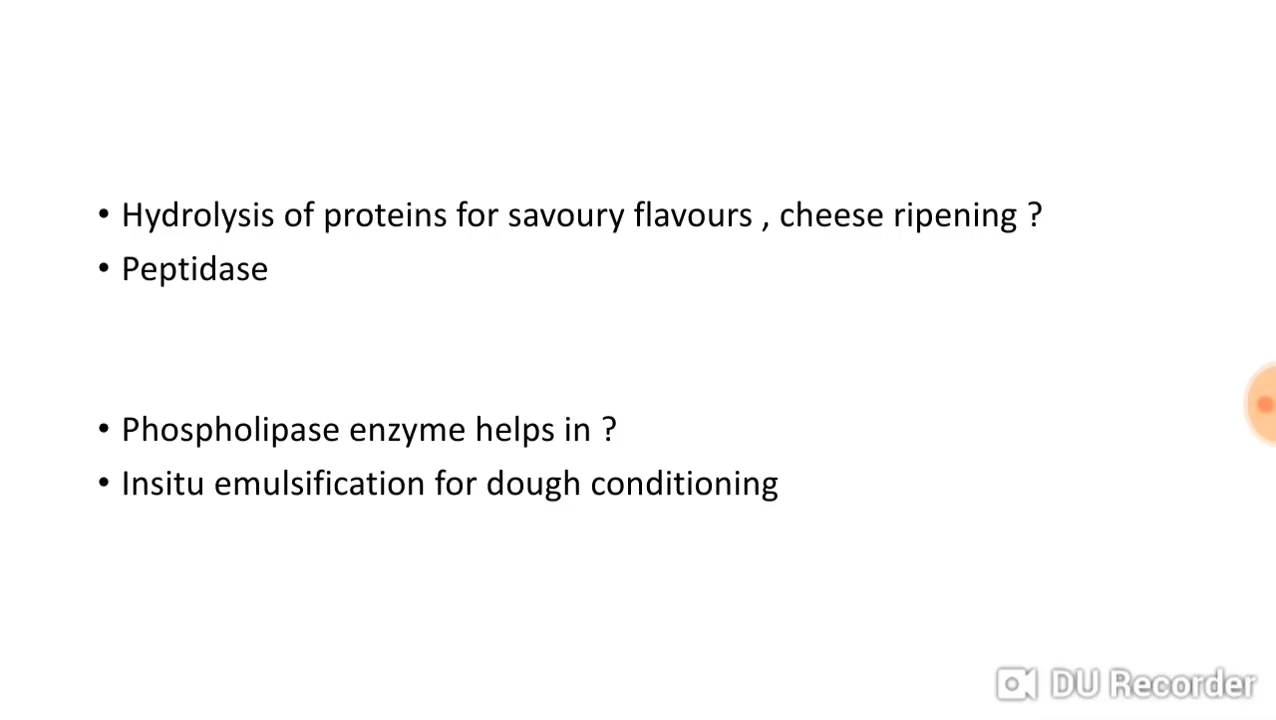 • Hydrolysis of proteins for savoury flavours , cheese ripening ?
• Peptidase
• Phospholipase enzyme helps in ?
• Insitu emulsification for dough conditioning
DU Recorder